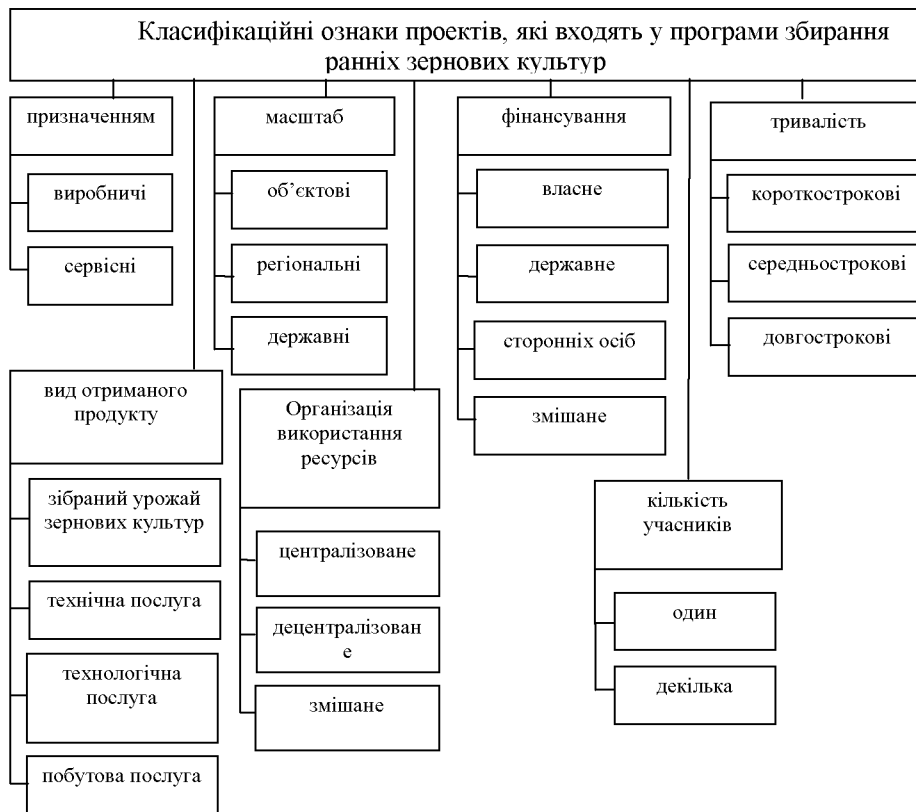 Класифікаційні ознаки проектів, які входять у програми збирання
ранніх зернових культур
призначенням
виробничі
сервісні
масштаб
об’єктові
регіональні
державні
фінансування
власне
державне
сторонніх осіб
змішане
тривалість
короткострокові
середньострокові
довгострокові
вид отриманого
продукту
зібраний урожай
зернових культур
технічна послуга
технологічна
послуга
побутова послуга
Організація
використання
ресурсів
централізоване
децентралізован
е
змішане
кількість
учасників
один
декілька